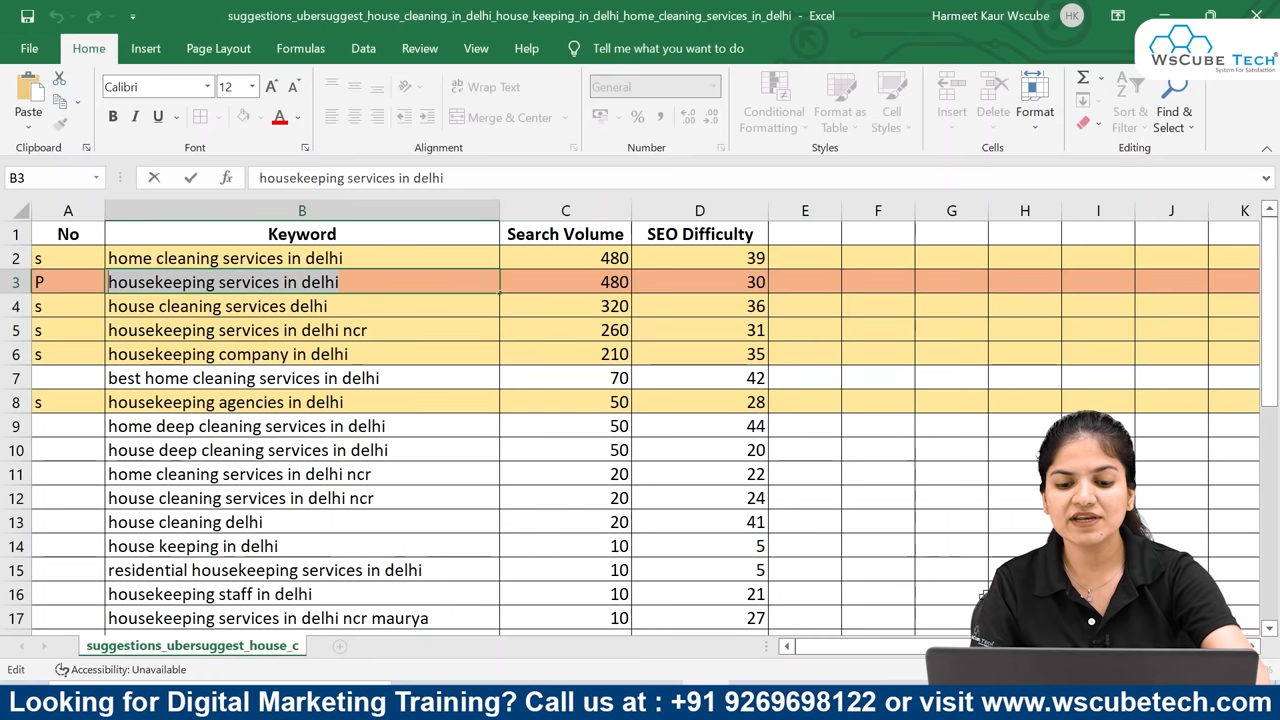 suggestions_ubersuggest_house_cleaning_in_delhi_house_keeping_in_delhi_home_cleaning_services_in_delhi - Excel
Harmeet Kaur Wscube HK
File Home Insert Page Layout Formulas Data Review View Help Tell me what you want to do
WsCube Tech
System For Satisfaction
Paste
Clipboard
Calibri 12
B I U
Font
Wrap Text
Merge & Center
Alignment
General
Number
Conditional Formatting
Format as Table
Cell Styles
Styles
Insert Delete Format
Cells
Sort & Filter
Find & Select
Editing
B3 fx housekeeping services in delhi
A B C D E F G H I J K
1 No Keyword Search Volume SEO Difficulty
2 s home cleaning services in delhi 480 39
3 P housekeeping services in delhi 480 30
4 s house cleaning services delhi 320 36
5 s housekeeping services in delhi ncr 260 31
6 s housekeeping company in delhi 210 35
7 best home cleaning services in delhi 70 42
8 s housekeeping agencies in delhi 50 28
9 home deep cleaning services in delhi 50 44
10 house deep cleaning services in delhi 50 20
11 home cleaning services in delhi ncr 20 22
12 house cleaning services in delhi ncr 20 24
13 house cleaning delhi 20 41
14 house keeping in delhi 10 5
15 residential housekeeping services in delhi 10 5
16 housekeeping staff in delhi 10 21
17 housekeeping services in delhi ncr maurya 10 27
suggestions_ubersuggest_house_c
Edit Accessibility: Unavailable
Looking for Digital Marketing Training? Call us at : +91 9269698122 or visit www.wscubetech.com